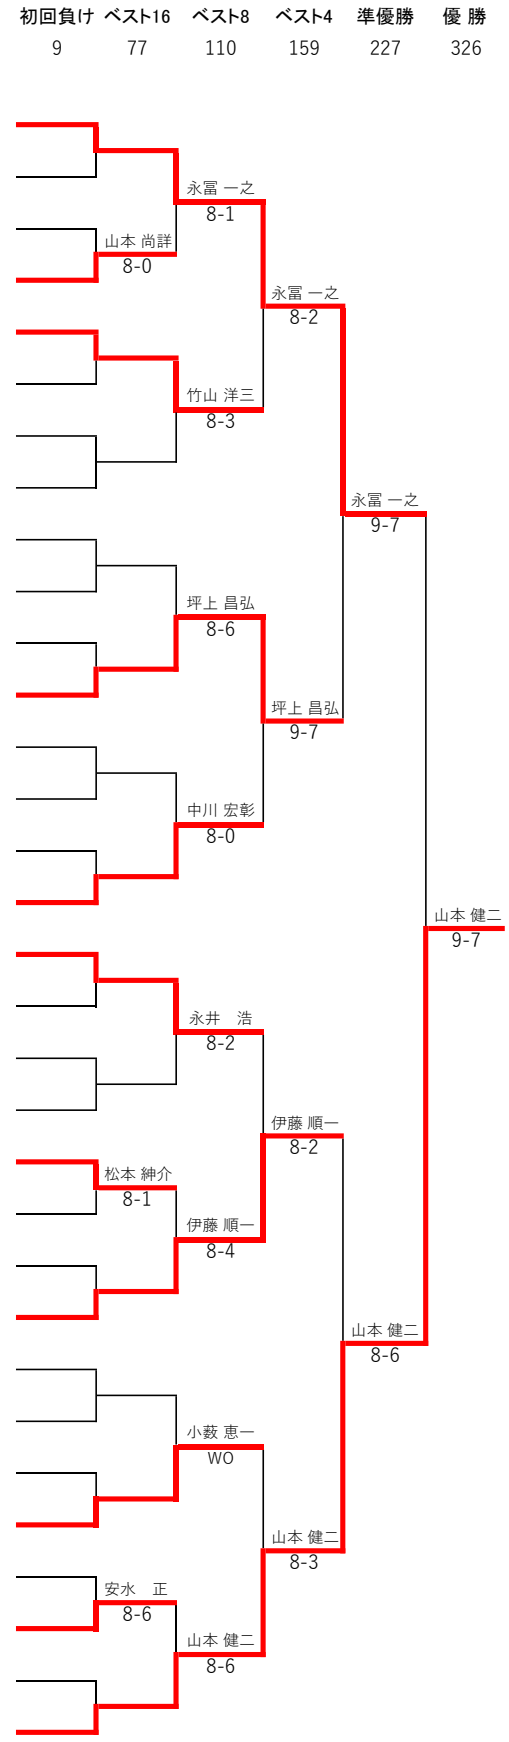 初回負け ベスト16 ベスト8 ベスト4 準優勝 優 勝
9 77 110 159 227 326
永冨 一之
8-1
山本 尚詳
8-0
永冨 一之
8-2
竹山 洋三
8-3
永冨 一之
9-7
坪上 昌弘
8-6
坪上 昌弘
9-7
中川 宏彰
8-0
山本 健二
9-7
永井　浩
8-2
伊藤 順一
8-2
松本 紳介
8-1
伊藤 順一
8-4
山本 健二
8-6
小薮 恵一
WO
山本 健二
8-3
安水　正
8-6
山本 健二
8-6